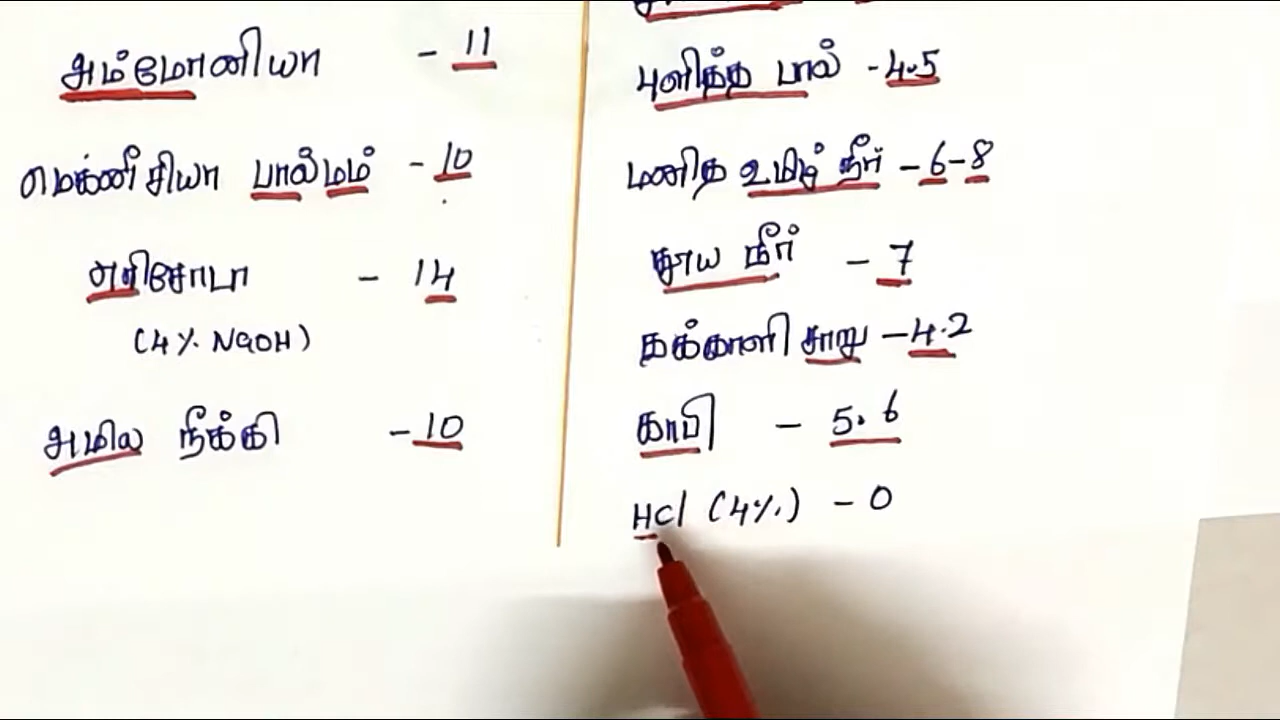 அம்மோனியா - 11
மெக்னீசியா பால்மம் - 10
எரிசோடா - 14
(4% NaOH)
அமில நீக்கி - 10
புளித்த பால் - 4.5
மனித உமிழ் நீர் - 6-8
தூய நீர் - 7
தக்காளி சாறு - 4.2
காபி - 5.6
HCl (4%) - 0